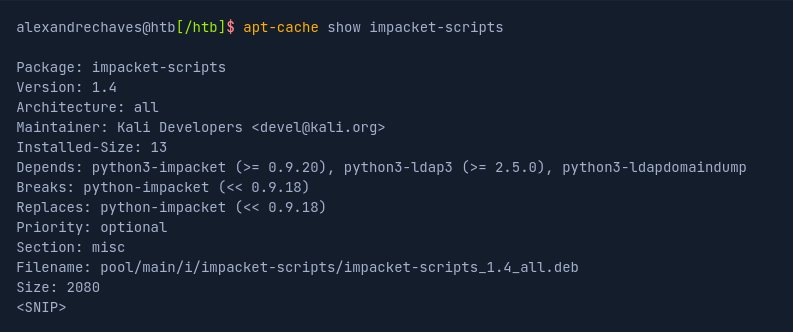 alexandrechaves@htb[/htb]$ apt-cache show impacket-scripts
Package: impacket-scripts
Version: 1.4
Architecture: all
Maintainer: Kali Developers <devel@kali.org>
Installed-Size: 13
Depends: python3-impacket (>= 0.9.20), python3-ldap3 (>= 2.5.0), python3-ldapdomaindump
Breaks: python-impacket (<< 0.9.18)
Replaces: python-impacket (<< 0.9.18)
Priority: optional
Section: misc
Filename: pool/main/i/impacket-scripts/impacket-scripts_1.4_all.deb
Size: 2080
<SNIP>